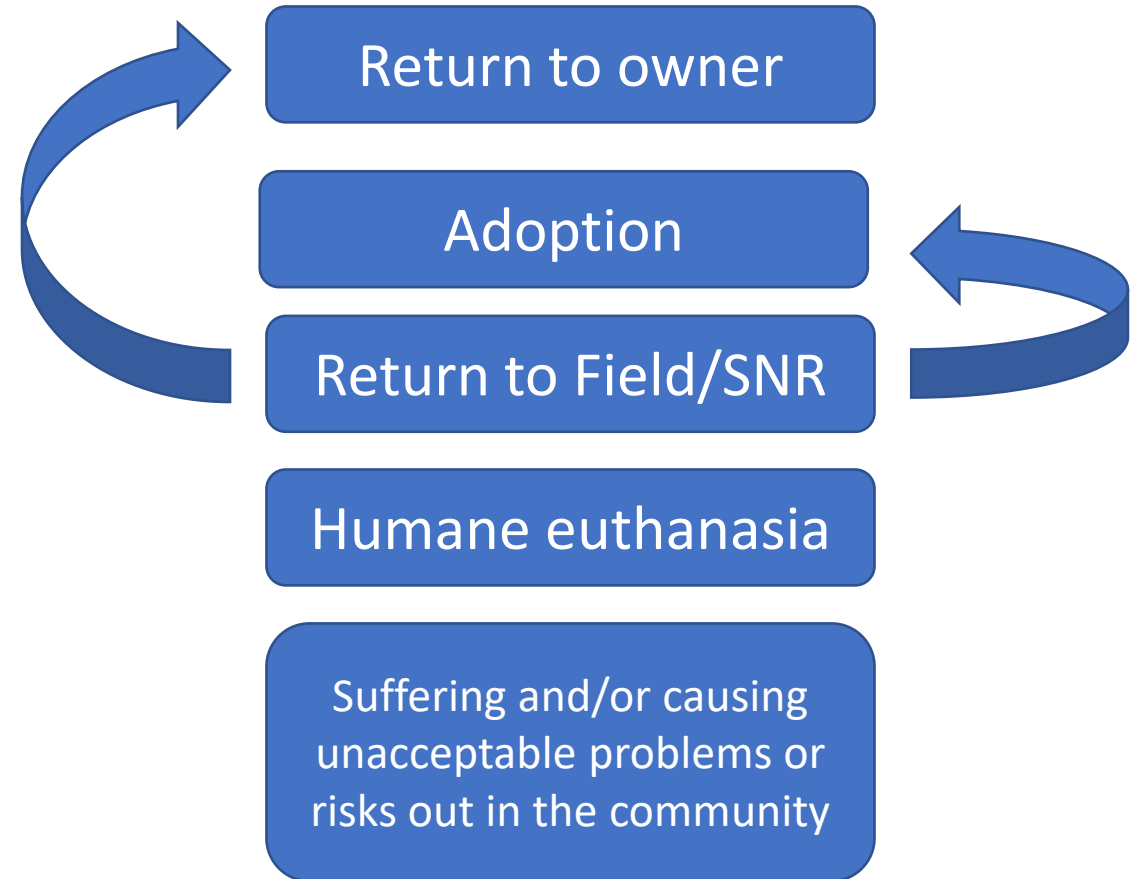 Return to owner
Adoption
Return to Field/SNR
Humane euthanasia
Suffering and/or causing
unacceptable problems or
risks out in the community